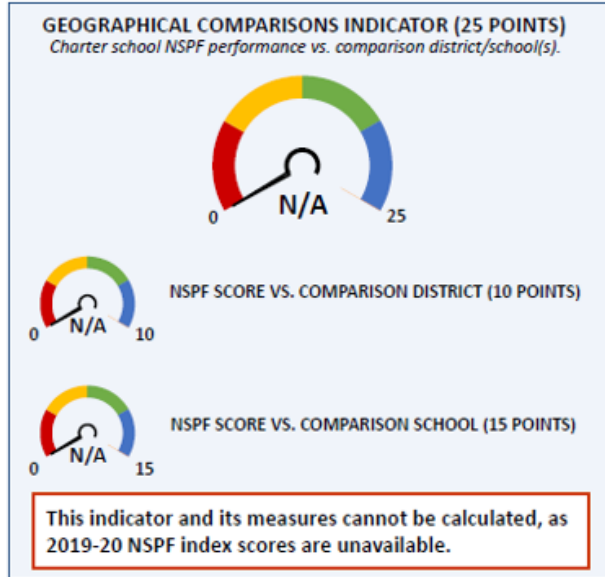 GEOGRAPHICAL COMPARISONS INDICATOR (25 POINTS)
Charter school NSPF performance vs. comparison district/school(s).
N/A
0
25
NSPF SCORE VS. COMPARISON DISTRICT (10 POINTS)
N/A
0
10
NSPF SCORE VS. COMPARISON SCHOOL (15 POINTS)
N/A
0
15
This indicator and its measures cannot be calculated, as
2019-20 NSPF index scores are unavailable.